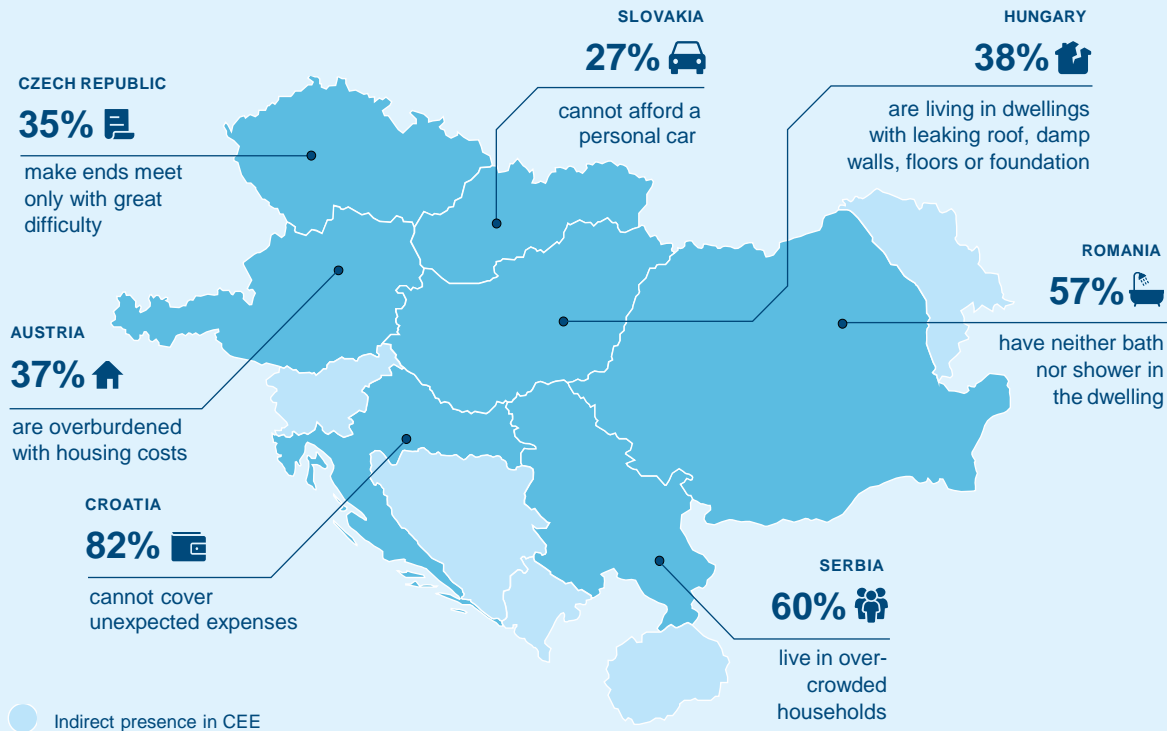 SLOVAKIA
27%
cannot afford a
personal car
HUNGARY
38%
are living in dwellings
with leaking roof, damp
walls, floors or foundation
CZECH REPUBLIC
35%
make ends meet
only with great
difficulty
ROMANIA
57%
have neither bath
nor shower in
the dwelling
AUSTRIA
37%
are overburdened
with housing costs
CROATIA
82%
cannot cover
unexpected expenses
SERBIA
60%
live in over-
crowded
households
Indirect presence in CEE